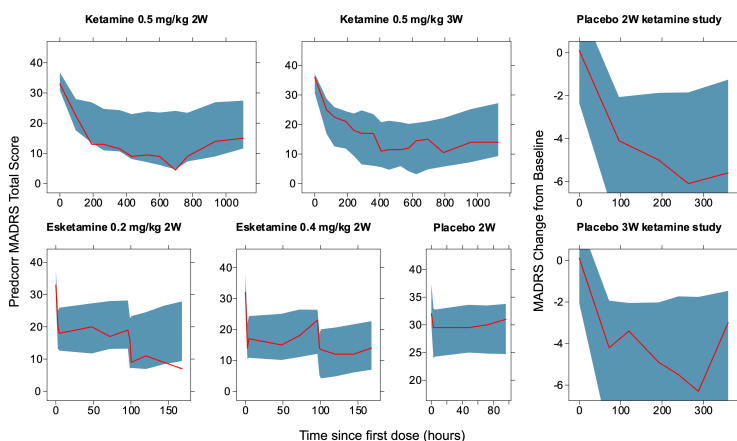 Ketamine 0.5 mg/kg 2W
Ketamine 0.5 mg/kg 3W
Placebo 2W ketamine study
40
30
20
10
0
0 200 400 600 800 1000
40
30
20
10
0
0 200 400 600 800 1000
0
-2
-4
-6
0 100 200 300
Predcorr MADRS Total Score
MADRS Change from Baseline
Esketamine 0.2 mg/kg 2W
Esketamine 0.4 mg/kg 2W
Placebo 2W
Placebo 3W ketamine study
40
30
20
10
0
0 50 100 150
40
30
20
10
0
0 50 100 150
40
35
30
25
20
0 40 80
0
-2
-4
-6
0 100 200 300
Time since first dose (hours)